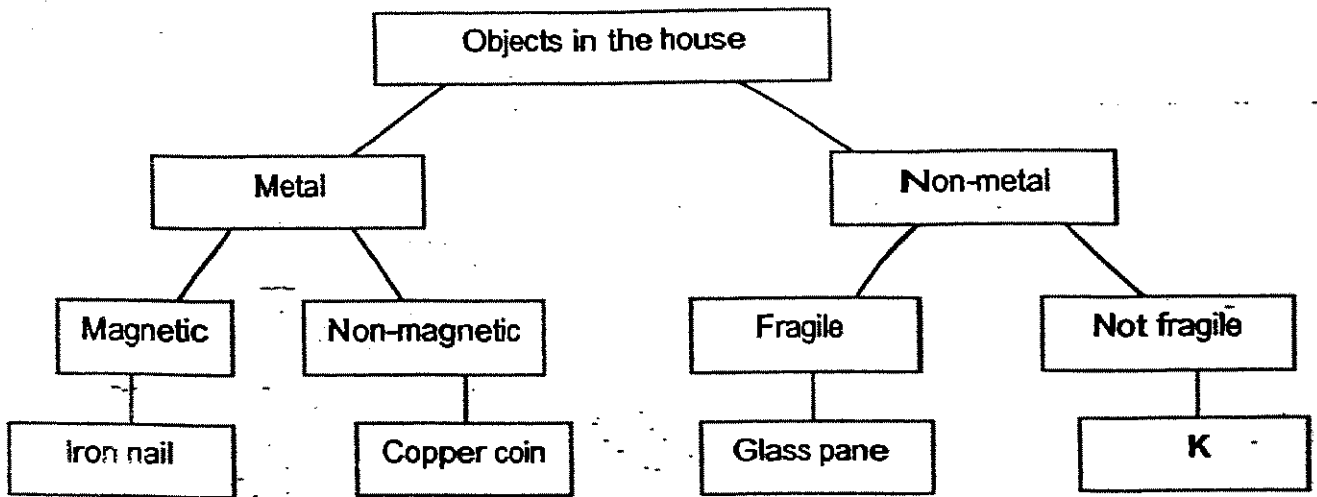 Objects in the house
Metal
Non-metal
Magnetic
Non-magnetic
Fragile
Not fragile
Iron nail
Copper coin
Glass pane
K